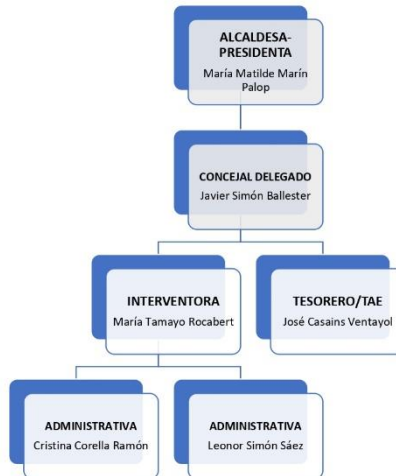 ALCALDESA-
PRESIDENTA
María Matilde Marín
Palop
CONCEJAL DELEGADO
Javier Simón Ballester
INTERVENTORA
María Tamayo Rocabert
TESORERO/TAE
José Casains Ventayol
ADMINISTRATIVA
Cristina Corella Ramón
ADMINISTRATIVA
Leonor Simón Sáez